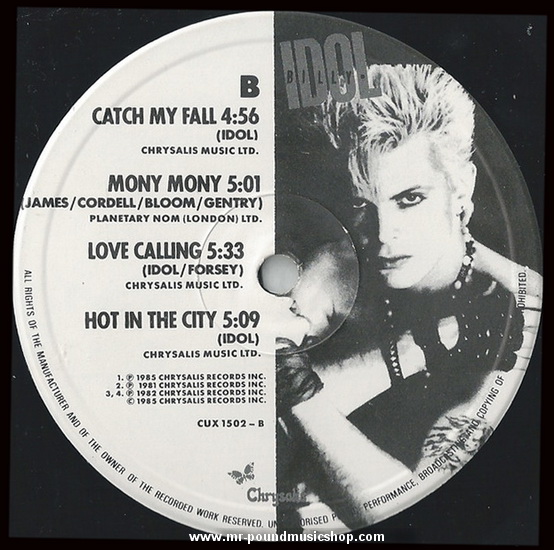 IDOL
BILLY
B
CATCH MY FALL 4:56
(IDOL)
CHRYSALIS MUSIC LTD.
MONY MONY 5:01
(JAMES/CORDELL/BLOOM/GENTRY)
PLANETARY NOM (LONDON) LTD.
LOVE CALLING 5:33
(IDOL/FORSEY)
CHRYSALIS MUSIC LTD.
HOT IN THE CITY 5:09
(IDOL)
CHRYSALIS MUSIC LTD.
1. ℗ 1985 CHRYSALIS RECORDS INC.
2. ℗ 1981 CHRYSALIS RECORDS INC.
3, 4. ℗ 1982 CHRYSALIS RECORDS INC.
© 1985 CHRYSALIS RECORDS INC.
CUX 1502 – B
Chrysalis
ALL RIGHTS OF THE MANUFACTURER AND OF THE OWNER OF THE RECORDED WORK RESERVED. PERFORMANCE, BROADCASTING AND COPYING OF
www.mr-poundmusicshop.com